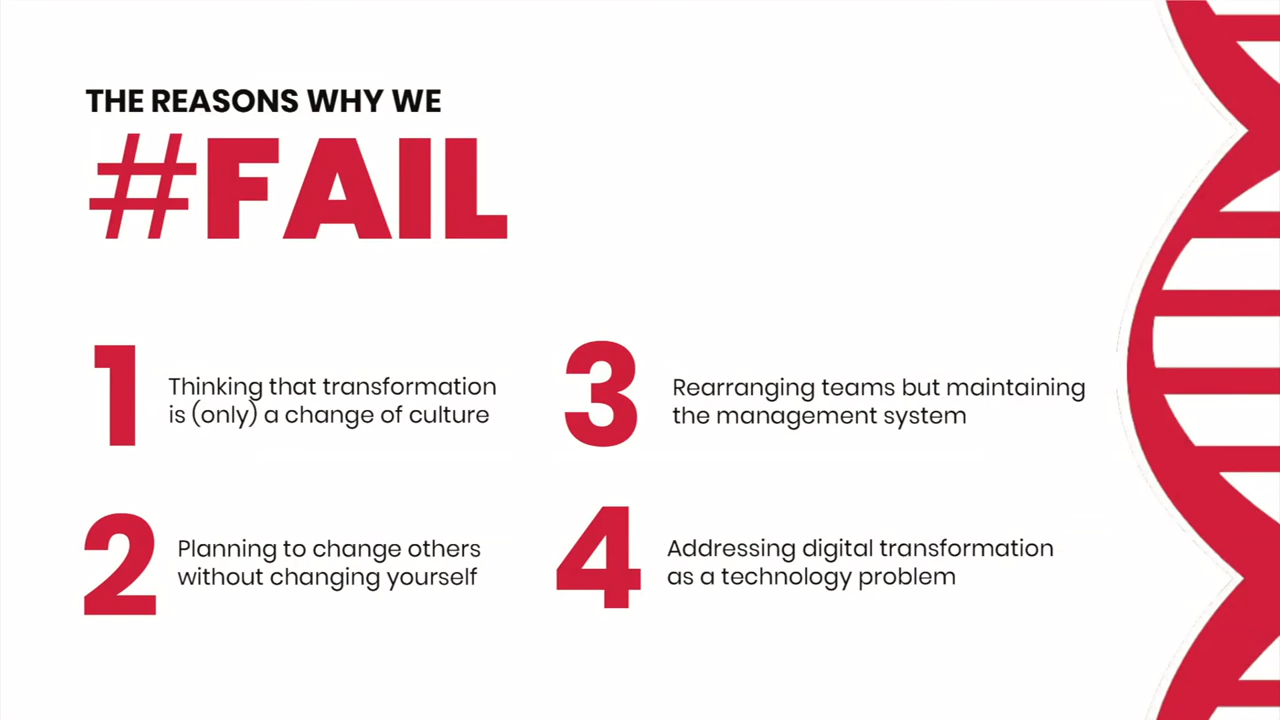 THE REASONS WHY WE
#FAIL
1
Thinking that transformation
is (only) a change of culture
2
Planning to change others
without changing yourself
3
Rearranging teams but maintaining
the management system
4
Addressing digital transformation
as a technology problem